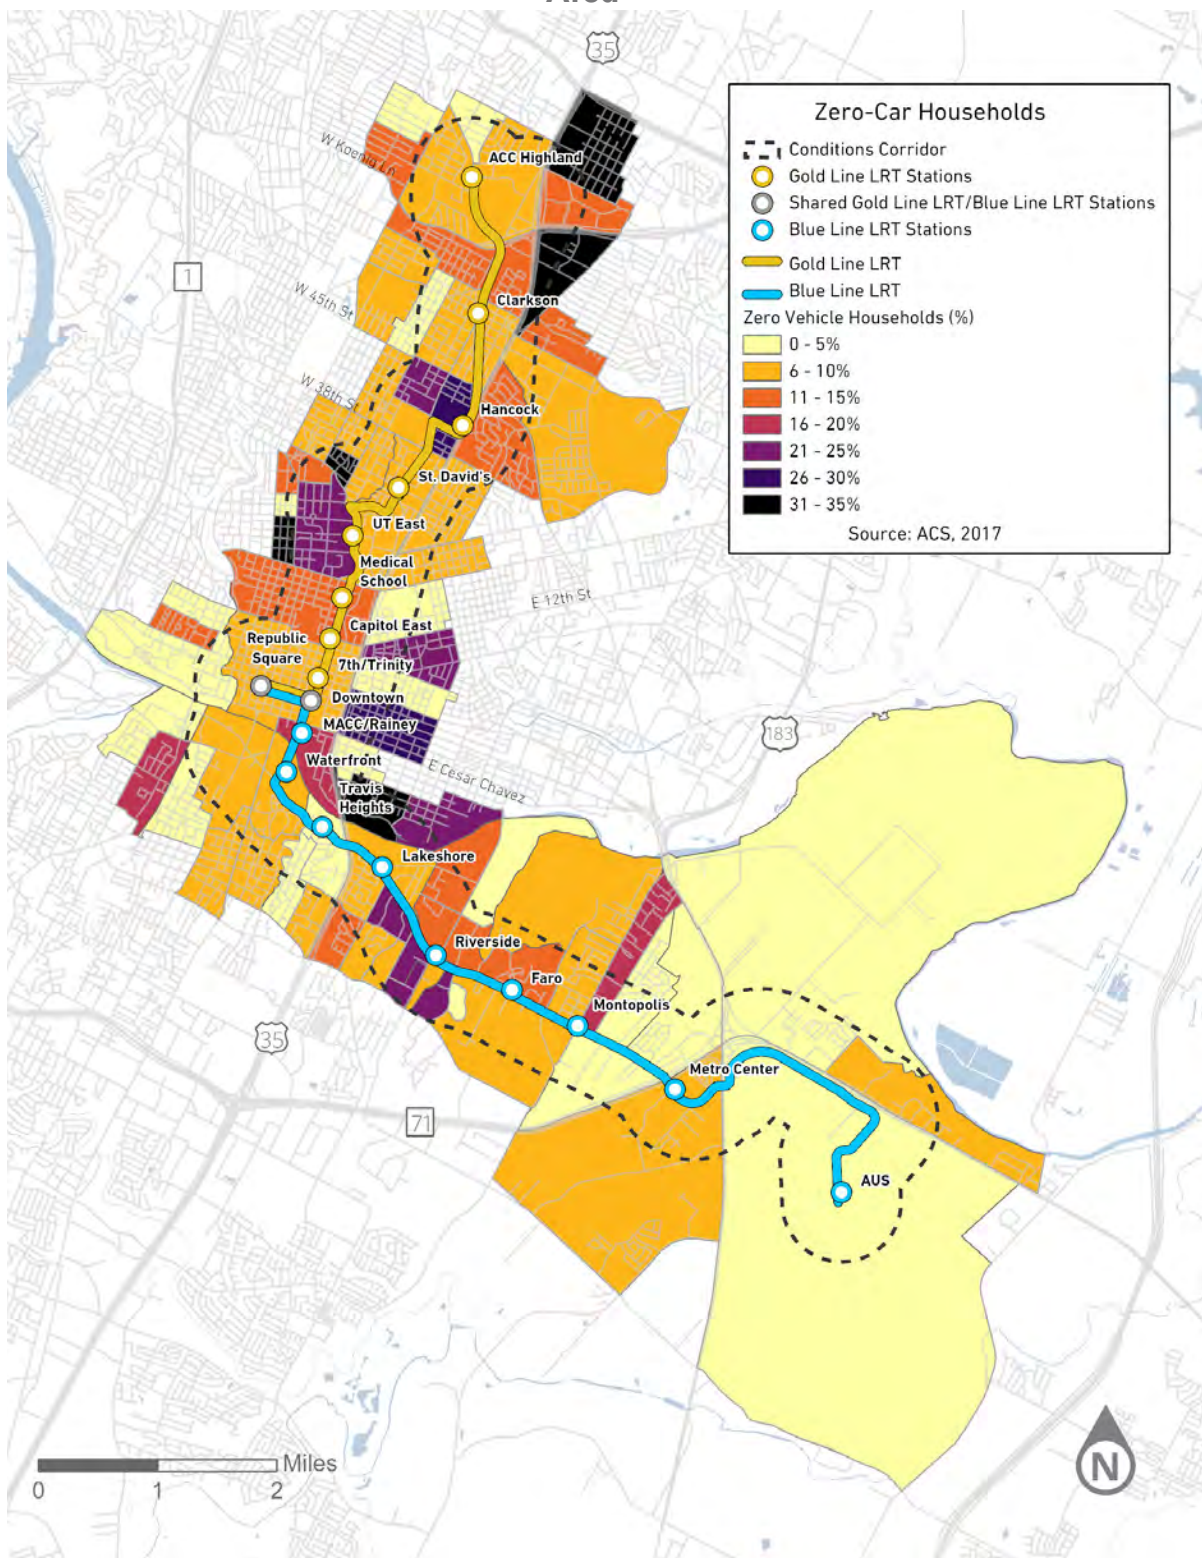 35
Zero-Car Households
Conditions Corridor
Gold Line LRT Stations
Shared Gold Line LRT/Blue Line LRT Stations
Blue Line LRT Stations
Gold Line LRT
Blue Line LRT
Zero Vehicle Households (%)
0 - 5%
6 - 10%
11 - 15%
16 - 20%
21 - 25%
26 - 30%
31 - 35%
Source: ACS, 2017
W Koenig Ln
ACC Highland
1
W 45th St
Clarkson
W 38th St
Hancock
St. David's
UT East
Medical
School
E 12th St
Capitol East
Republic
Square
7th/Trinity
Downtown
MACC/Rainey
183
Waterfront
E Cesar Chavez
Travis
Heights
Lakeshore
Riverside
Faro
Montopolis
35
Metro Center
71
AUS
Miles
0 1 2
N